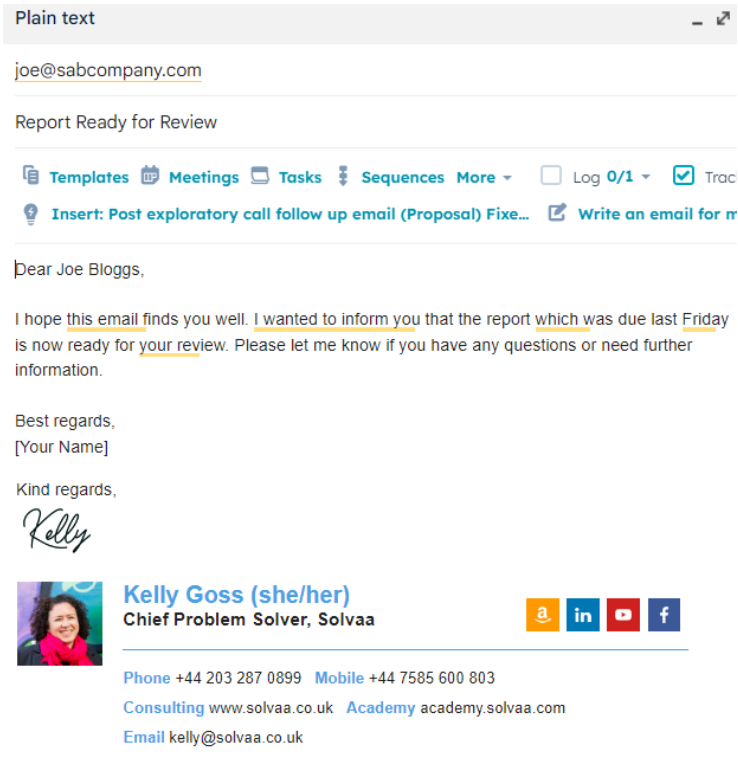 Plain text
joe@sabcompany.com
Report Ready for Review
Templates Meetings Tasks Sequences More Log 0/1 Trac
Insert: Post exploratory call follow up email (Proposal) Fixe... Write an email for m
Dear Joe Bloggs,
I hope this email finds you well. I wanted to inform you that the report which was due last Friday
is now ready for your review. Please let me know if you have any questions or need further
information.
Best regards,
[Your Name]
Kind regards,
Kelly
Kelly Goss (she/her)
Chief Problem Solver, Solvaa
a in f
Phone +44 203 287 0899 Mobile +44 7585 600 803
Consulting www.solvaa.co.uk Academy academy.solvaa.com
Email kelly@solvaa.co.uk